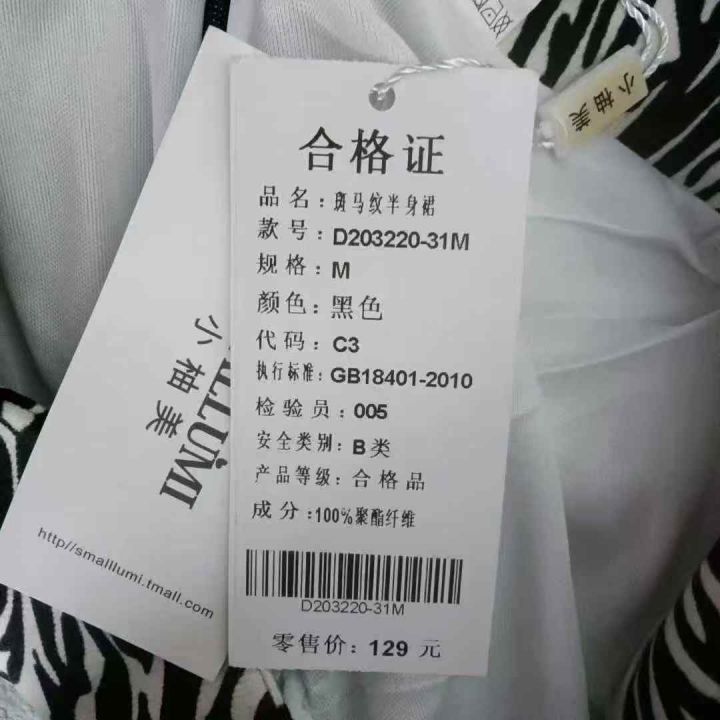 合格证
品名：斑马纹半身裙
款号：D203220-31M
规格：M
颜色：黑色
代码：C3
执行标准：GB18401-2010
检验员：005
安全类别：B类
产品等级：合格品
成分：100%聚酯纤维
D203220-31M
零售价：129 元
小柚美
LLUMI
小柚美
http//smalllumi.tmall.com